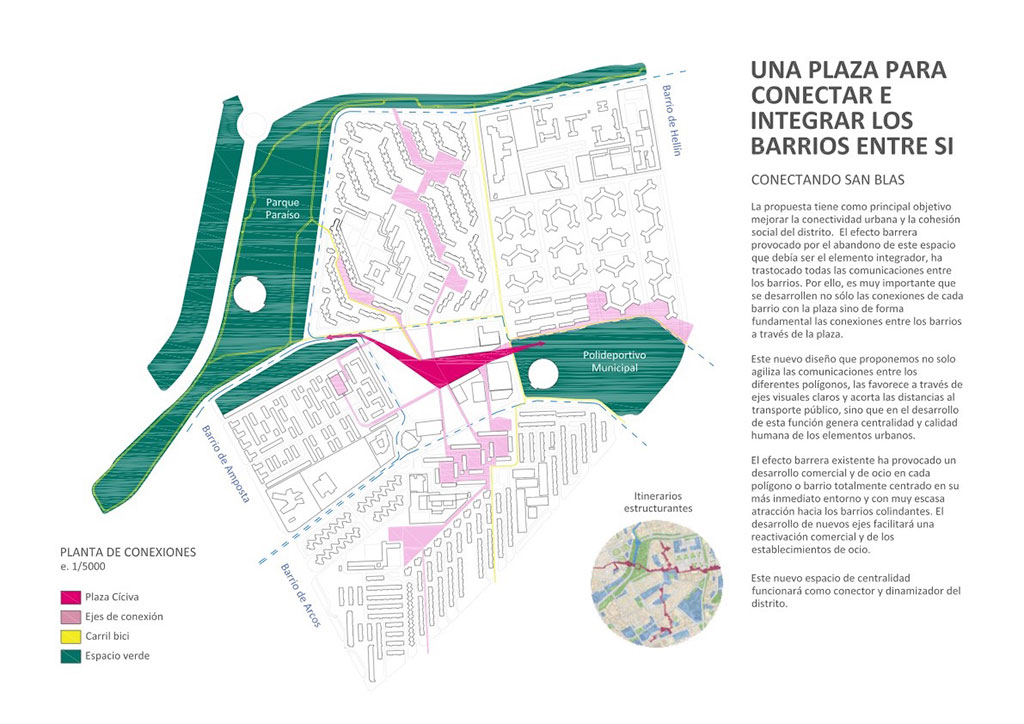 UNA PLAZA PARA
CONECTAR E
INTEGRAR LOS
BARRIOS ENTRE SI
CONECTANDO SAN BLAS
La propuesta tiene como principal objetivo
mejorar la conectividad urbana y la cohesión
social del distrito. El efecto barrera
provocado por el abandono de este espacio
que debía ser el elemento integrador, ha
trastocado todas las comunicaciones entre
los barrios. Por ello, es muy importante que
se desarrollen no sólo las conexiones de cada
barrio con la plaza sino de forma
fundamental las conexiones entre los barrios
a través de la plaza.
Este nuevo diseño que proponemos no solo
agiliza las comunicaciones entre los
diferentes polígonos, las favorece a través de
ejes visuales claros y acorta las distancias al
transporte público, sino que en el desarrollo
de esta función genera centralidad y calidad
humana de los elementos urbanos.
El efecto barrera existente ha provocado un
desarrollo comercial y de ocio en cada
polígono o barrio totalmente centrado en su
más inmediato entorno y con muy escasa
atracción hacia los barrios colindantes. El
desarrollo de nuevos ejes facilitará una
reactivación comercial y de los
establecimientos de ocio.
Este nuevo espacio de centralidad
funcionará como conector y dinamizador del
distrito.
Barrio de Hellín
Parque
Paraíso
Polideportivo
Municipal
Barrio de Amposta
Barrio de Arcos
Itinerarios
estructurantes
PLANTA DE CONEXIONES
e. 1/5000
Plaza Cíciva
Ejes de conexión
Carril bici
Espacio verde